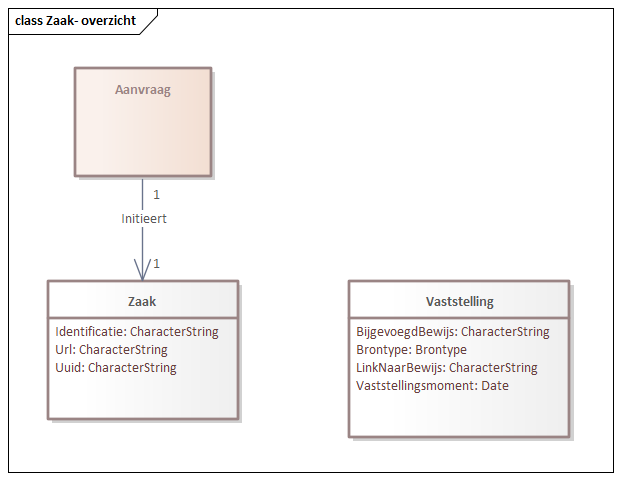 class Zaak- overzicht
Aanvraag
1
Initieert
1
Zaak
Identificatie: CharacterString
Url: CharacterString
Uuid: CharacterString
Vaststelling
BijgevoegdBewijs: CharacterString
Brontype: Brontype
LinkNaarBewijs: CharacterString
Vaststellingsmoment: Date